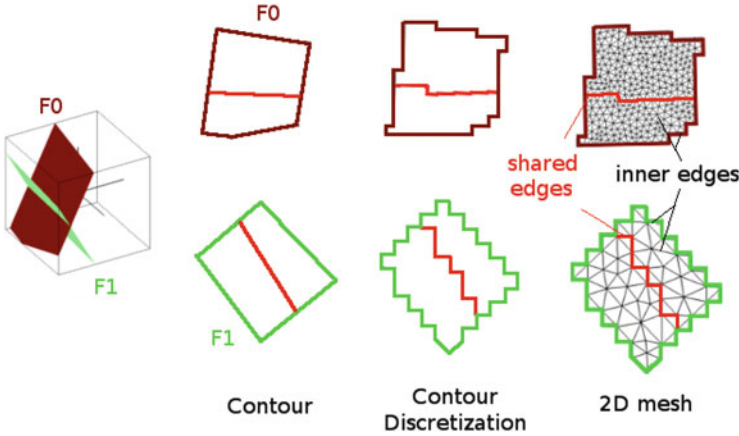 F0
F0
shared
edges
inner edges
F1
F1
Contour
Contour
Discretization
2D mesh